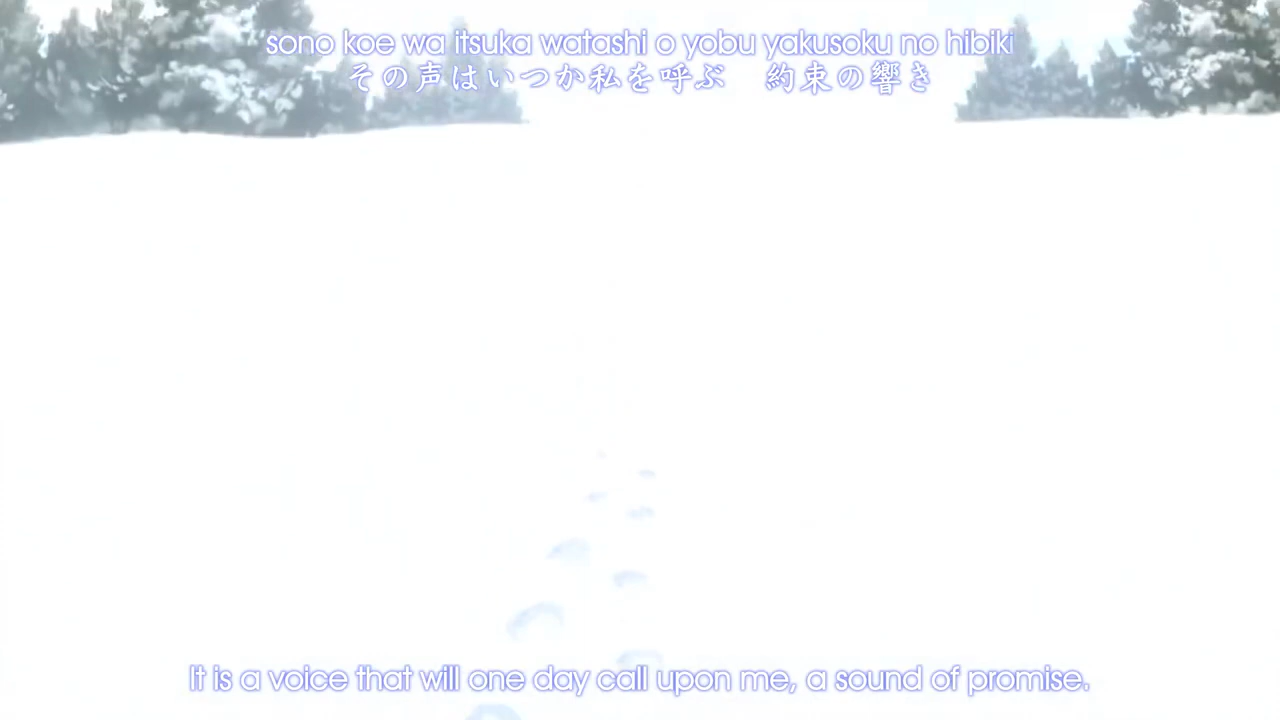 sono koe wa itsuka watashi o yobu yakusoku no hibiki
その声はいつか私を呼ぶ　約束の響き
It is a voice that will one day call upon me, a sound of promise.